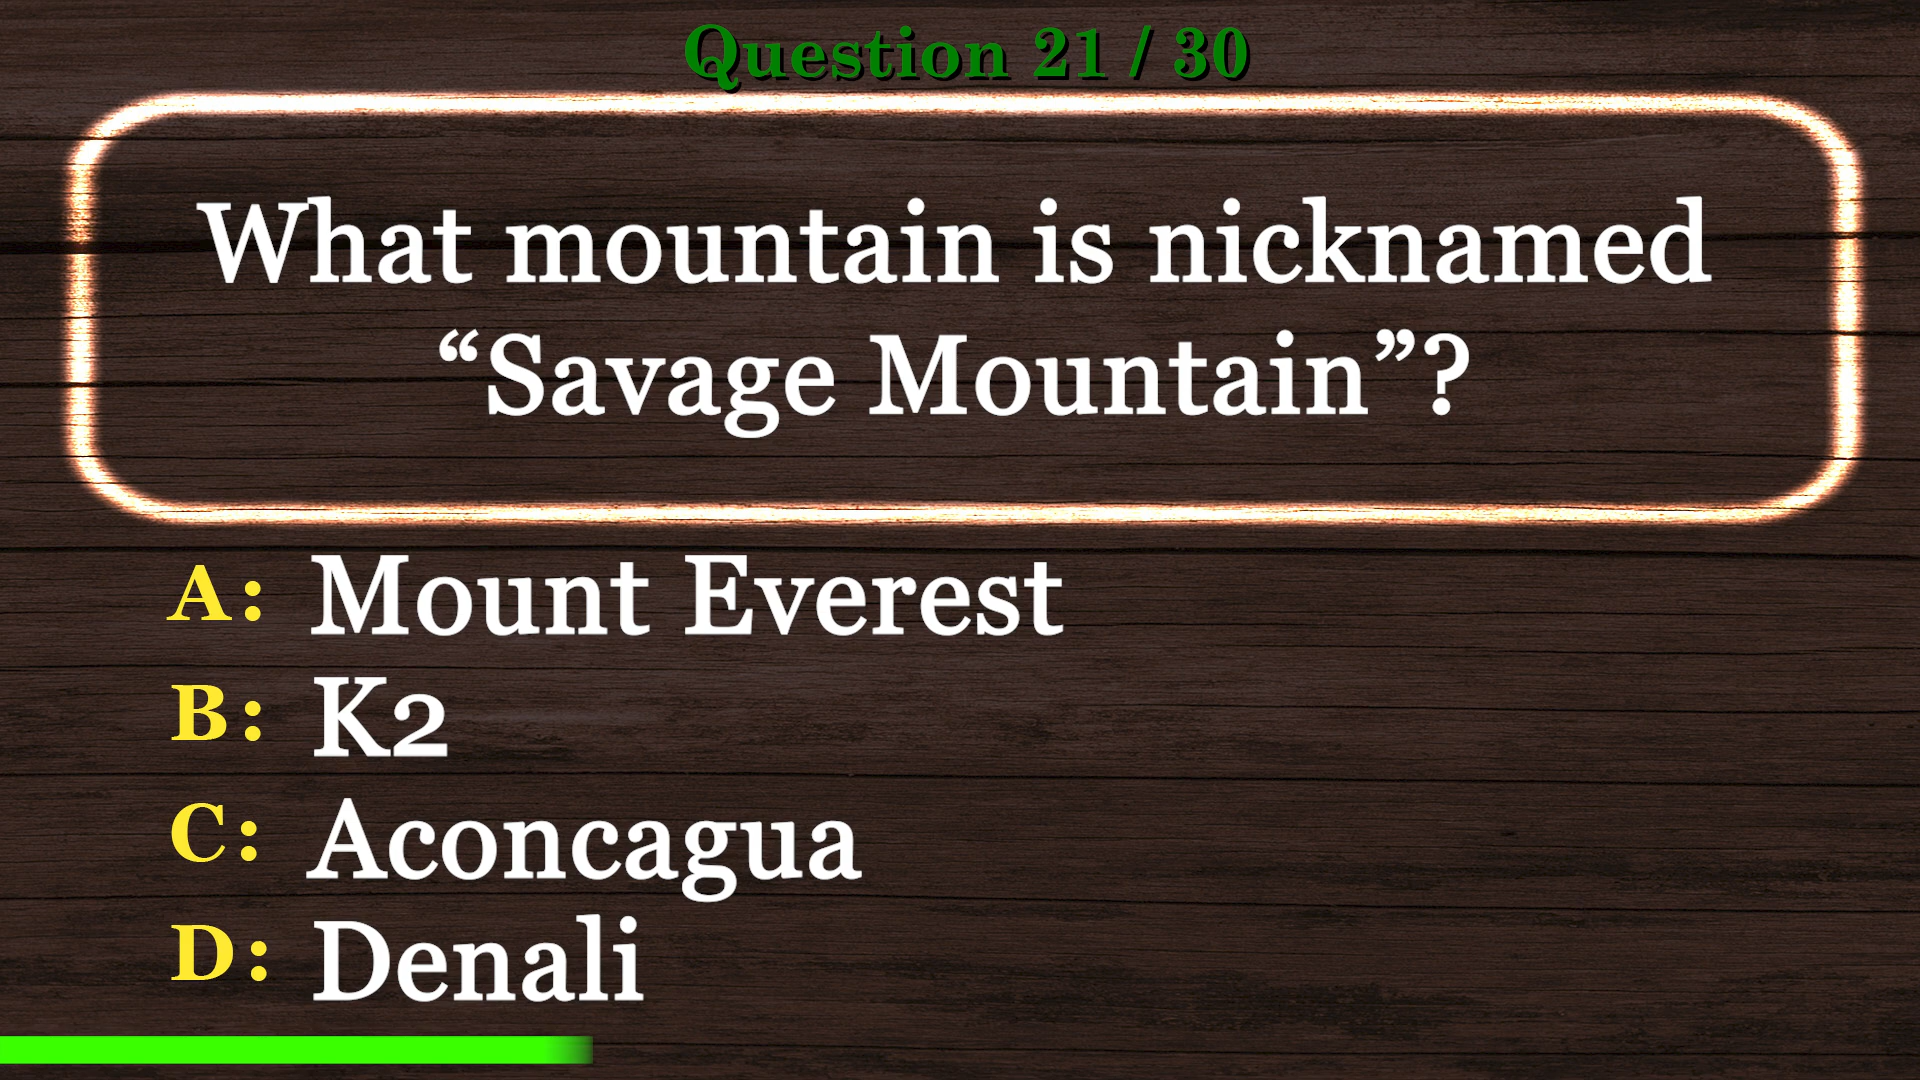 Question 21 / 30
What mountain is nicknamed
“Savage Mountain”?
A: Mount Everest
B: K2
C: Aconcagua
D: Denali